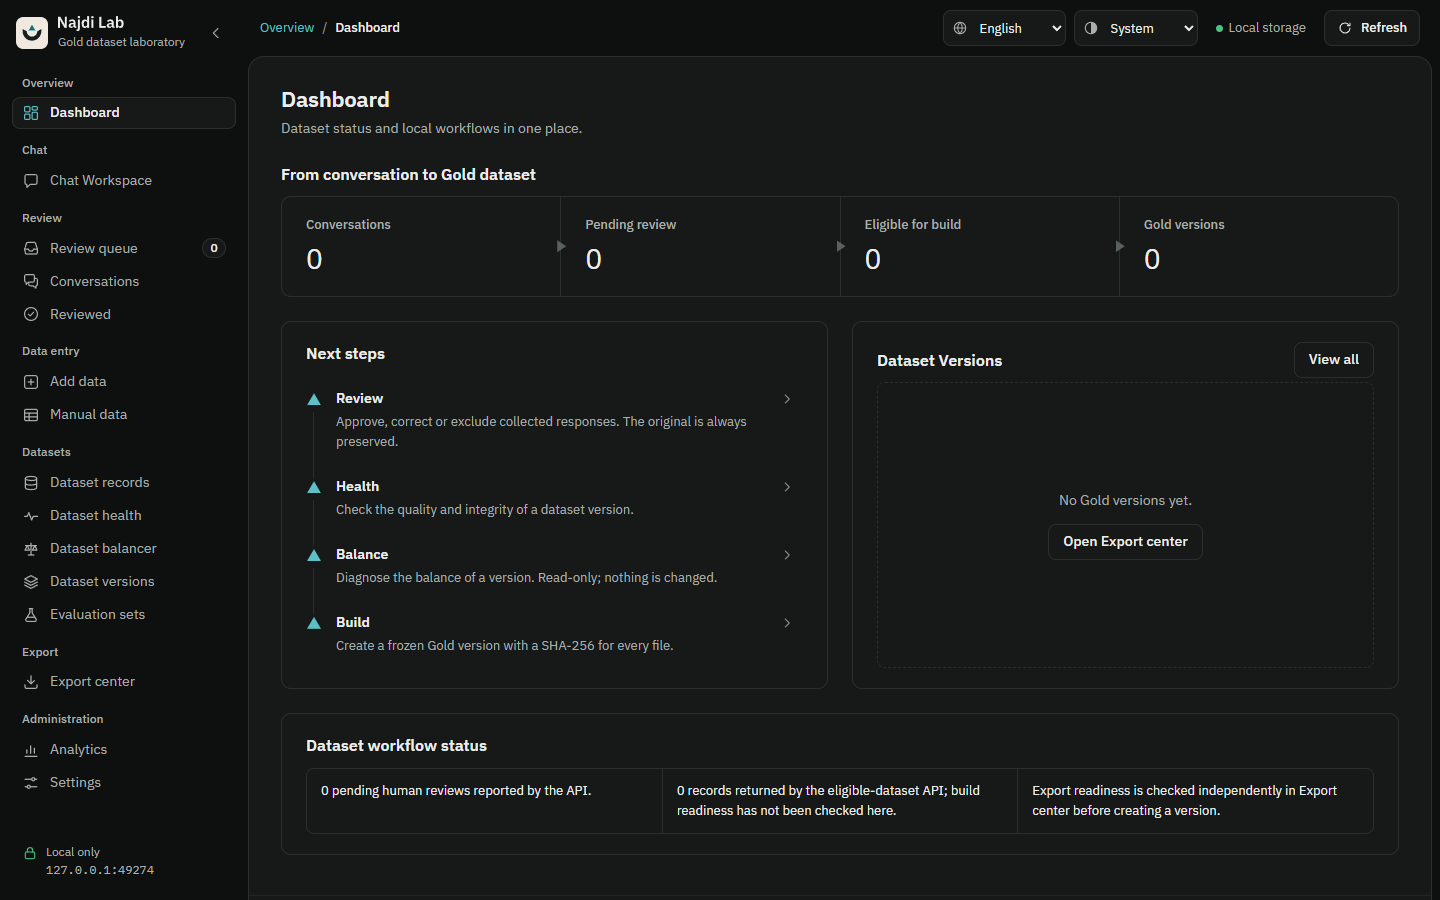 Najdi Lab
Gold dataset laboratory
Overview
Dashboard
Chat
Chat Workspace
Review
Review queue 0
Conversations
Reviewed
Data entry
Add data
Manual data
Datasets
Dataset records
Dataset health
Dataset balancer
Dataset versions
Evaluation sets
Export
Export center
Administration
Analytics
Settings
Local only
127.0.0.1:49274
Overview / Dashboard
English
System
Local storage
Refresh
Dashboard
Dataset status and local workflows in one place.
From conversation to Gold dataset
Conversations
0
Pending review
0
Eligible for build
0
Gold versions
0
Next steps
Review
Approve, correct or exclude collected responses. The original is always
preserved.
Health
Check the quality and integrity of a dataset version.
Balance
Diagnose the balance of a version. Read-only; nothing is changed.
Build
Create a frozen Gold version with a SHA-256 for every file.
Dataset Versions
View all
No Gold versions yet.
Open Export center
Dataset workflow status
0 pending human reviews reported by the API.
0 records returned by the eligible-dataset API; build
readiness has not been checked here.
Export readiness is checked independently in Export
center before creating a version.